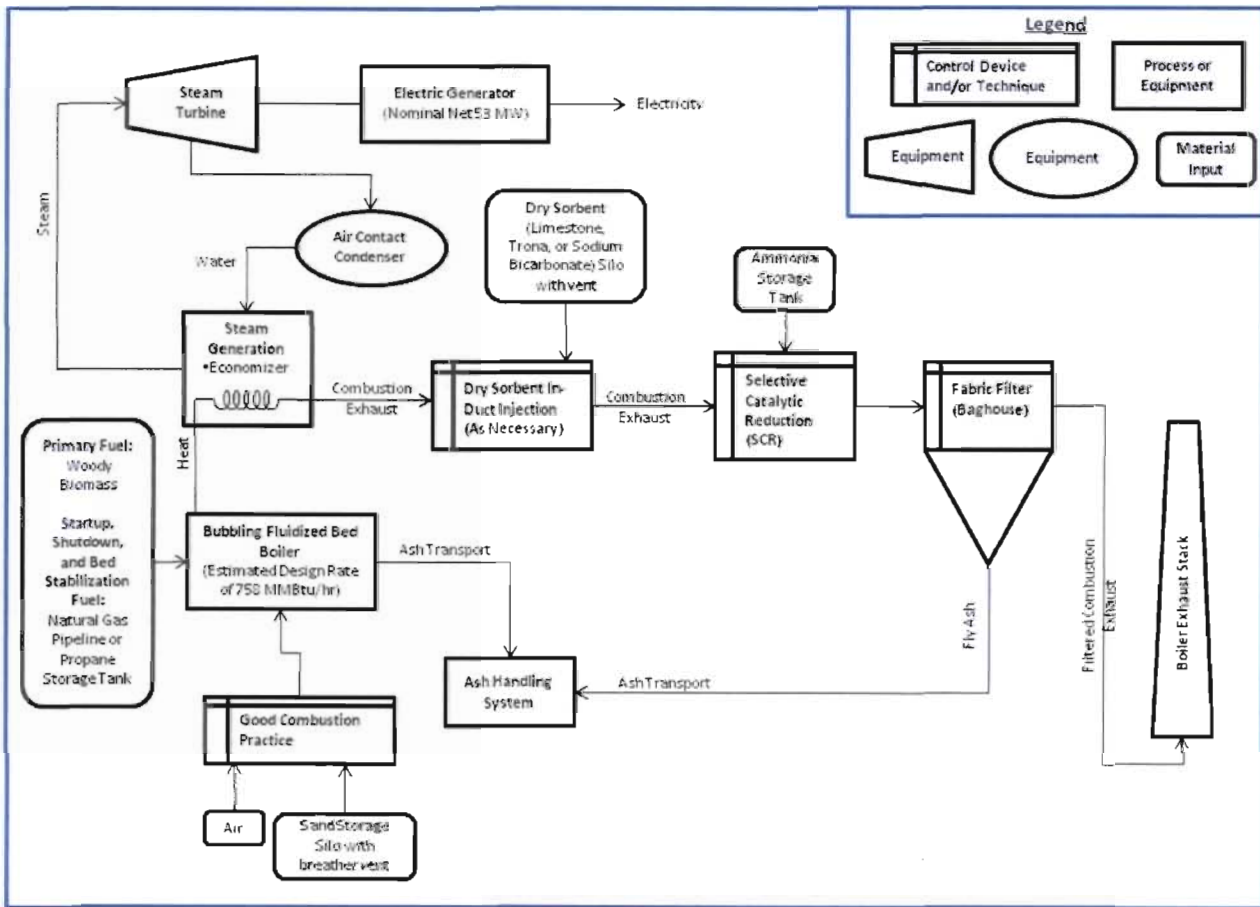 Legend
Control Device
and/or Technique
Process or
Equipment
Equipment
Equipment
Material
Input
Steam
Turbine
Electric Generator
(Nominal Net 53 MW)
Electricity
Steam
Air Contact
Condenser
Water
Dry Sorbent
(Limestone,
Trona, or Sodium
Bicarbonate) Silo
with vent
Ammonia
Storage
Tank
Steam
Generation
•Economizer
Combustion
Exhaust
Dry Sorbent In-
Duct Injection
(As Necessary)
Combustion
Exhaust
Selective
Catalytic
Reduction
(SCR)
Fabric Filter
(Baghouse)
Heat
Primary Fuel:
Woody
Biomass
Startup,
Shutdown,
and Bed
Stabilization
Fuel:
Natural Gas
Pipeline or
Propane
Storage Tank
Bubbling Fluidized Bed
Boiler
(Estimated Design Rate
of 758 MMBtu/hr)
Ash Transport
Fly Ash
Filtered Combustion
Exhaust
Boiler Exhaust Stack
Ash Handling
System
Ash Transport
Good Combustion
Practice
Air
Sand Storage
Silo with
breather vent